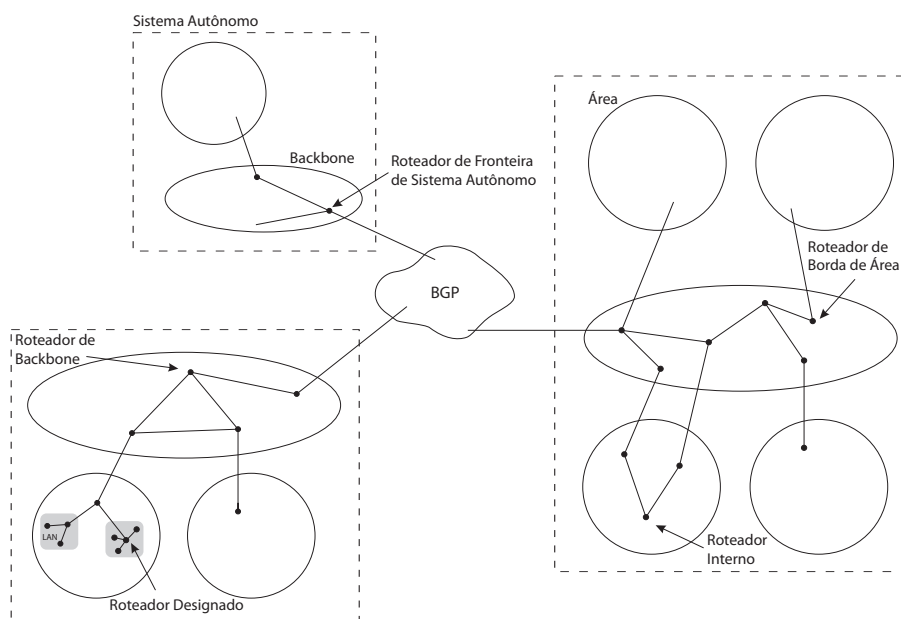 Sistema Autônomo
Backbone
Roteador de Fronteira
de Sistema Autônomo
Área
Roteador de
Borda de Área
BGP
Roteador de
Backbone
LAN
Roteador Designado
Roteador
Interno